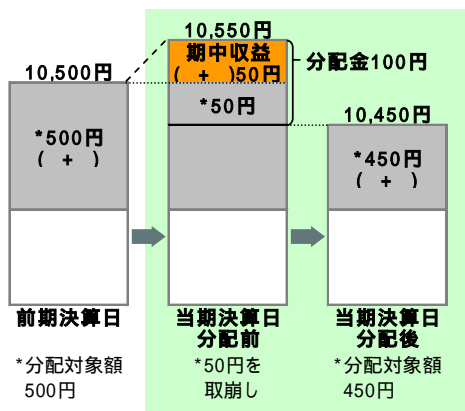 10,550円
期中収益
( + )50円
分配金100円
10,500円
*50円
10,450円
*500円
( + )
*450円
( + )
前期決算日
当期決算日
分配前
当期決算日
分配後
*分配対象額
500円
*50円を
取崩し
*分配対象額
450円